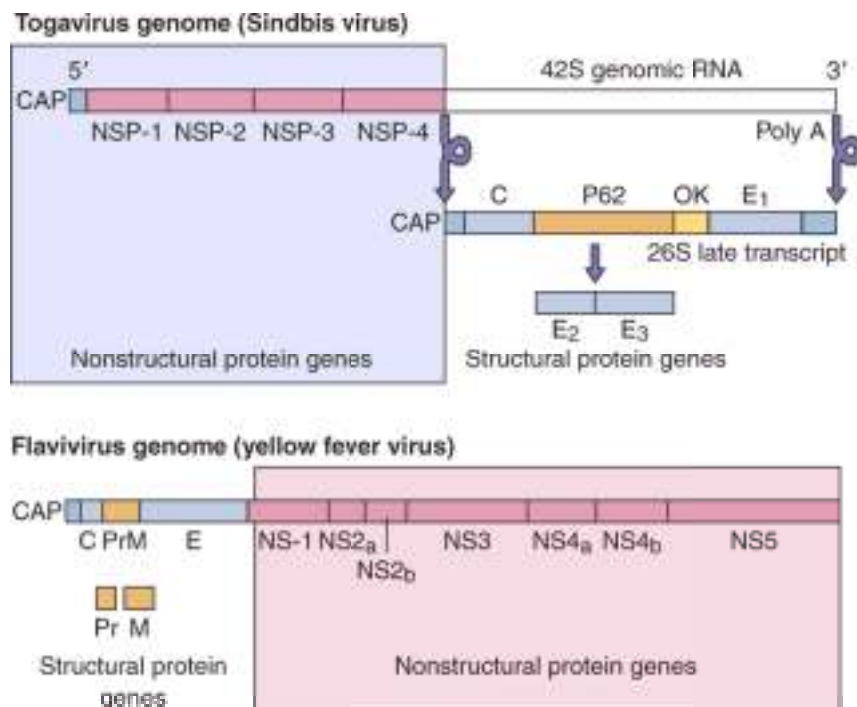 Togavirus genome (Sindbis virus)
5′ 42S genomic RNA 3′
CAP
NSP-1 NSP-2 NSP-3 NSP-4 Poly A
C P62 OK E1
CAP
26S late transcript
E2 E3
Nonstructural protein genes Structural protein genes
Flavivirus genome (yellow fever virus)
CAP
C PrM E NS-1 NS2a NS3 NS4a NS4b NS5
NS2b
Pr M
Structural protein Nonstructural protein genes
genes